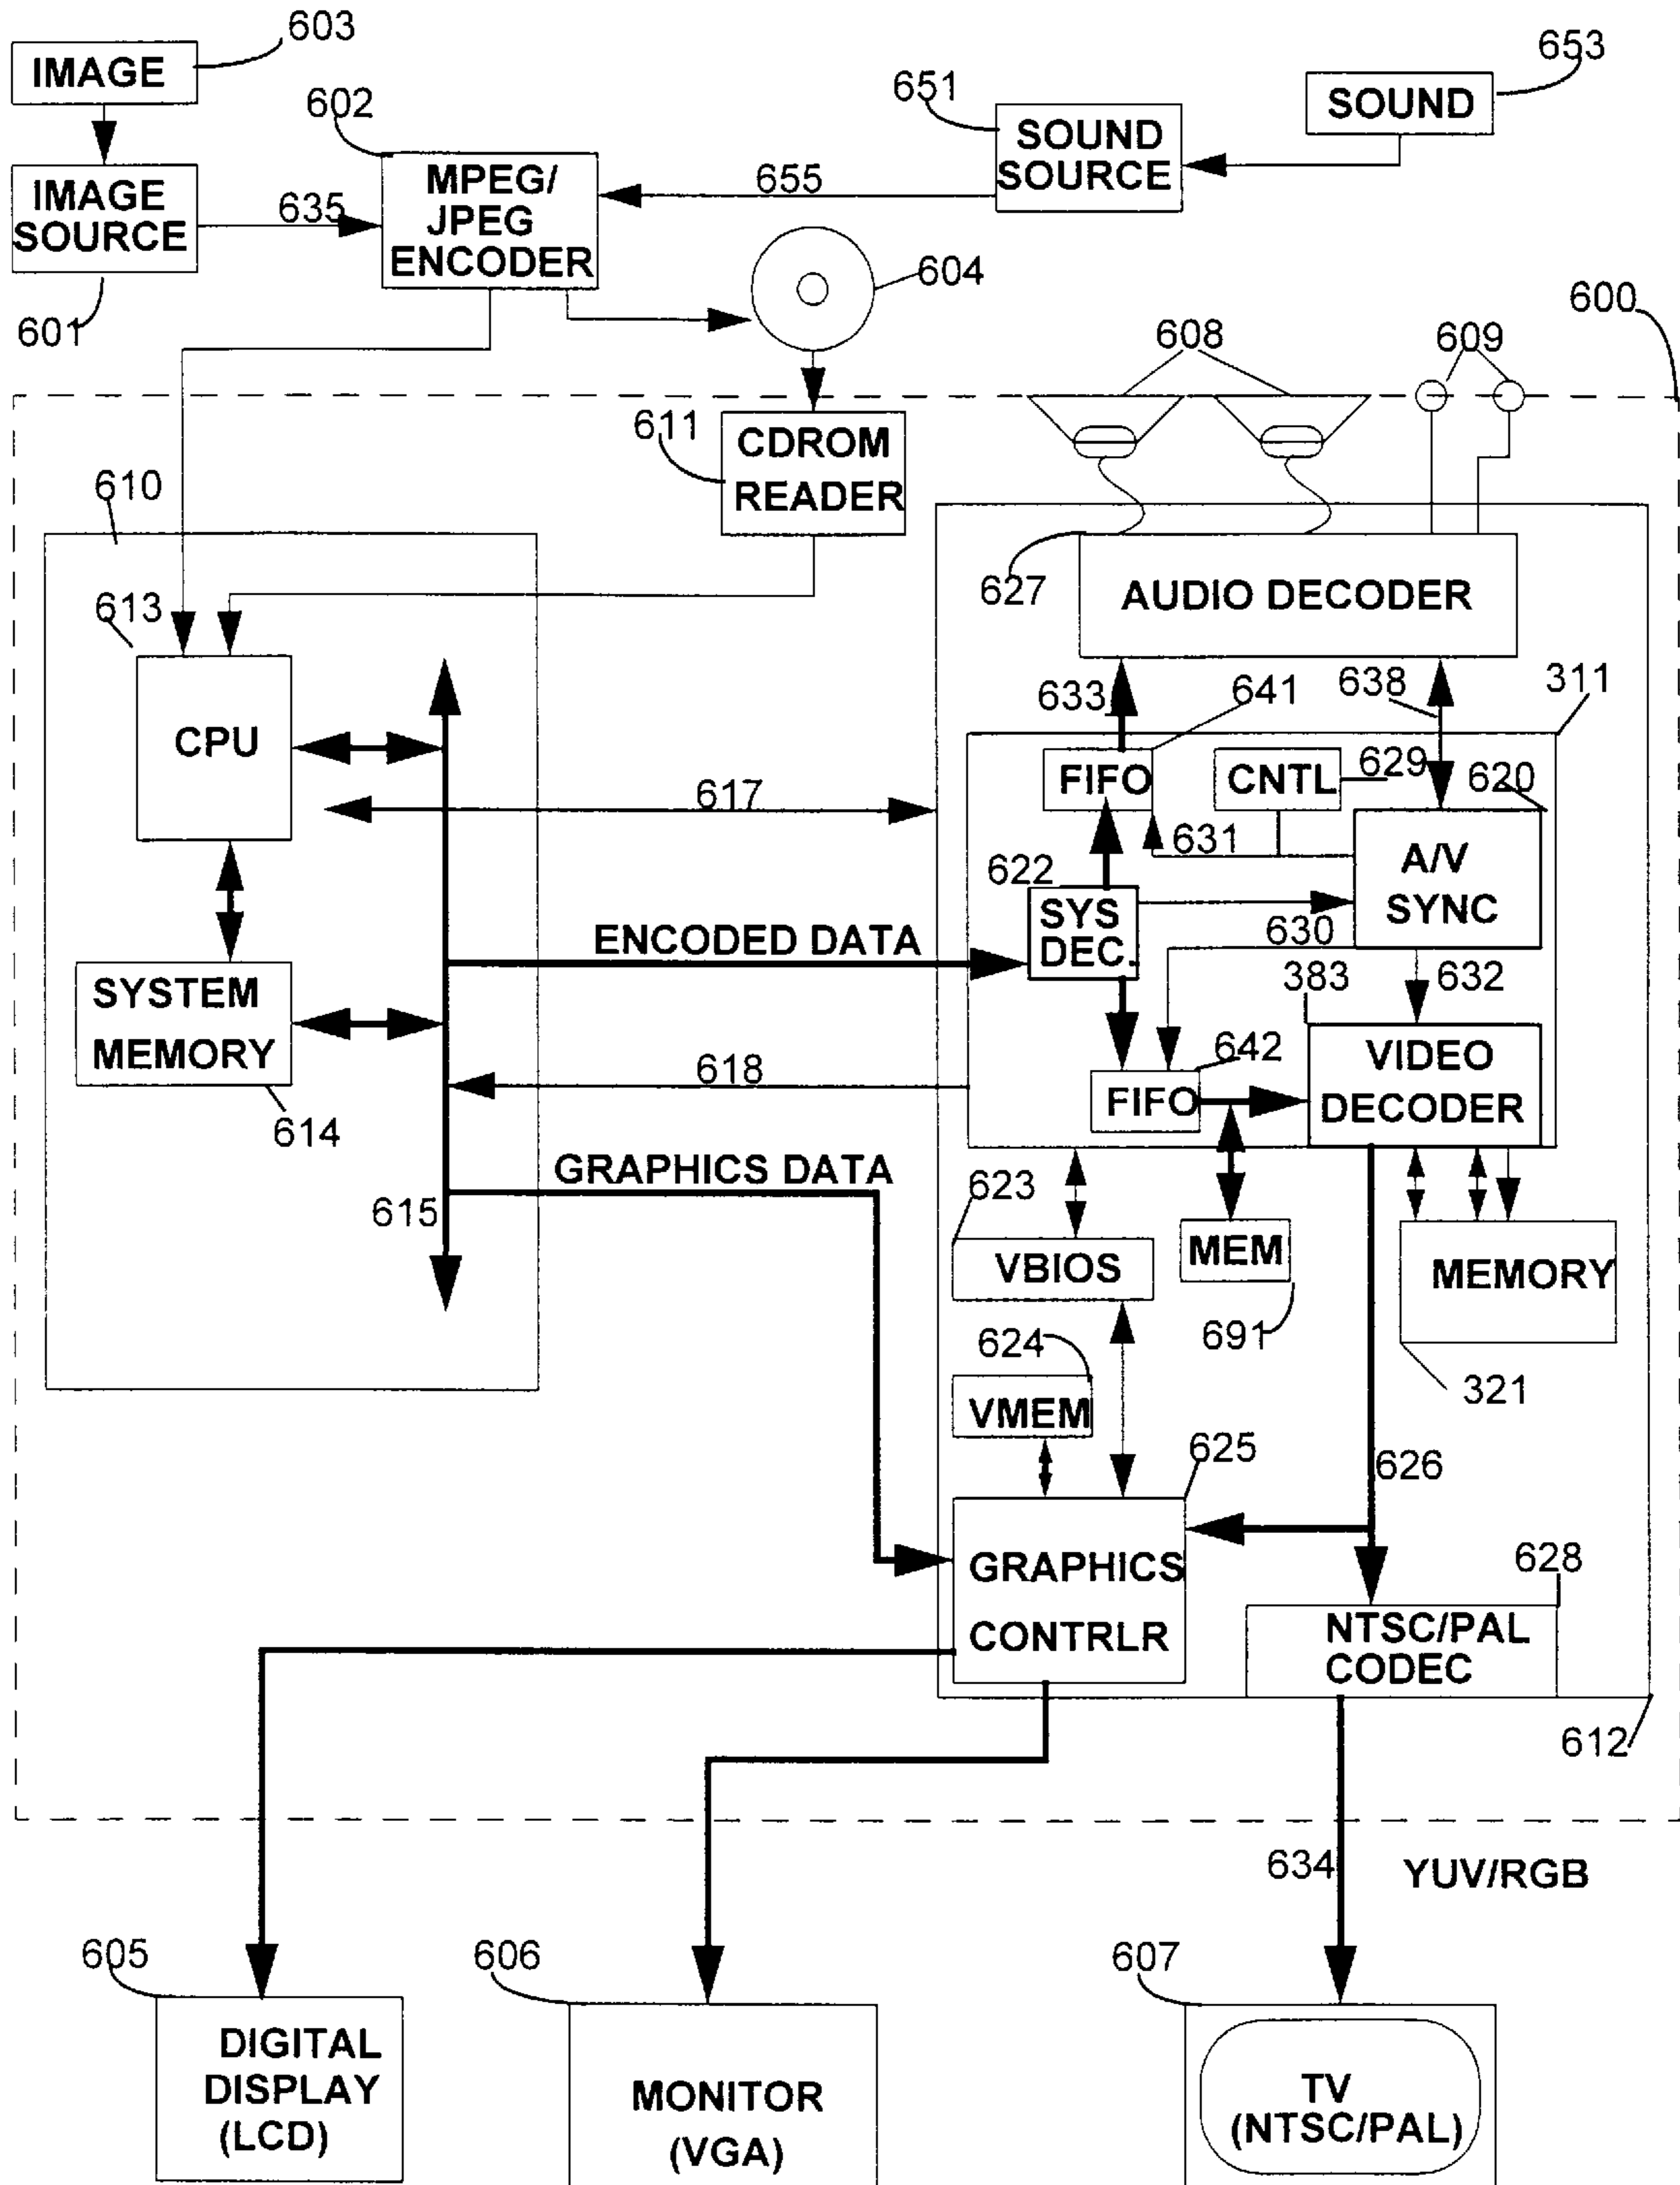 603
IMAGE
653
SOUND
651
SOUND
SOURCE
602
MPEG/
JPEG
ENCODER
655
IMAGE
SOURCE
635
601
604
600
608
609
611
CDROM
READER
610
627
AUDIO DECODER
613
CPU
633
641
638
311
FIFO
CNTL
629
620
617
631
A/V
SYNC
622
SYS
DEC.
630
ENCODED DATA
632
383
SYSTEM
MEMORY
614
618
642
FIFO
VIDEO
DECODER
GRAPHICS DATA
615
623
VBIOS
MEM
691
MEMORY
321
624
VMEM
625
626
GRAPHICS
CONTRLR
628
NTSC/PAL
CODEC
612
634
YUV/RGB
605
DIGITAL
DISPLAY
(LCD)
606
MONITOR
(VGA)
607
TV
(NTSC/PAL)